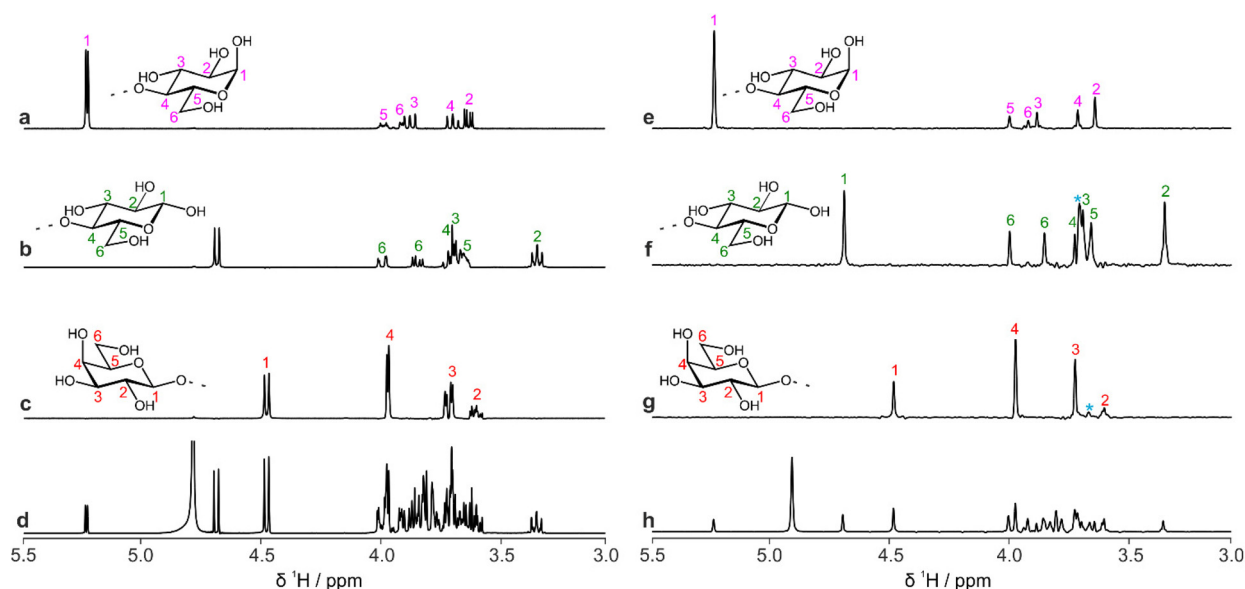 1
HO OH
3 2
HO
O 1
4 5
OH
6
5 6 3 4 2
a
OH
3 HO 1
HO 2
O OH
4 5
OH
6
6 6 4 3 5 2
b
HO 6
OH
4 5 O
HO 2 O
3 OH 1
1 4 3 2
c
d
5.5 5.0 4.5 4.0 3.5 3.0
δ ¹H / ppm
1
HO OH
3 2
HO
O 1
4 5
OH
6
5 6 3 4 2
e
OH
3 HO 1
HO 2
O OH
4 5
OH
6
1 6 6 4 * 3 5 2
f
HO 6
OH
4 5 O
HO 2 O
3 OH 1
1 4 3 * 2
g
h
5.5 5.0 4.5 4.0 3.5 3.0
δ ¹H / ppm